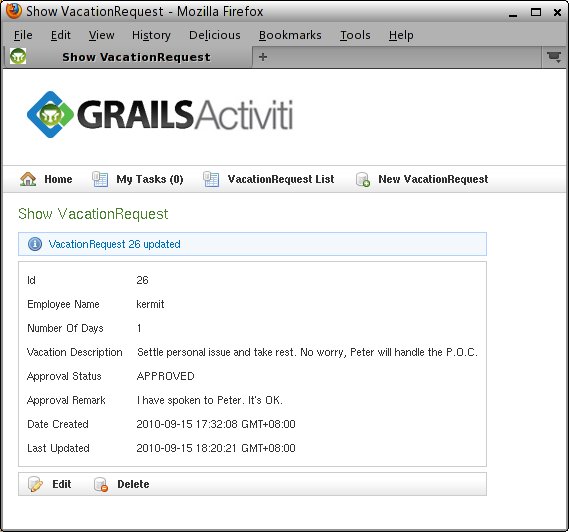 Show VacationRequest - Mozilla Firefox
File Edit View History Delicious Bookmarks Tools Help
Show VacationRequest
GRAILSActiviti
Home My Tasks (0) VacationRequest List New VacationRequest
Show VacationRequest
VacationRequest 26 updated
Id 26
Employee Name kermit
Number Of Days 1
Vacation Description Settle personal issue and take rest. No worry, Peter will handle the P.O.C.
Approval Status APPROVED
Approval Remark I have spoken to Peter. It's OK.
Date Created 2010-09-15 17:32:08 GMT+08:00
Last Updated 2010-09-15 18:20:21 GMT+08:00
Edit Delete